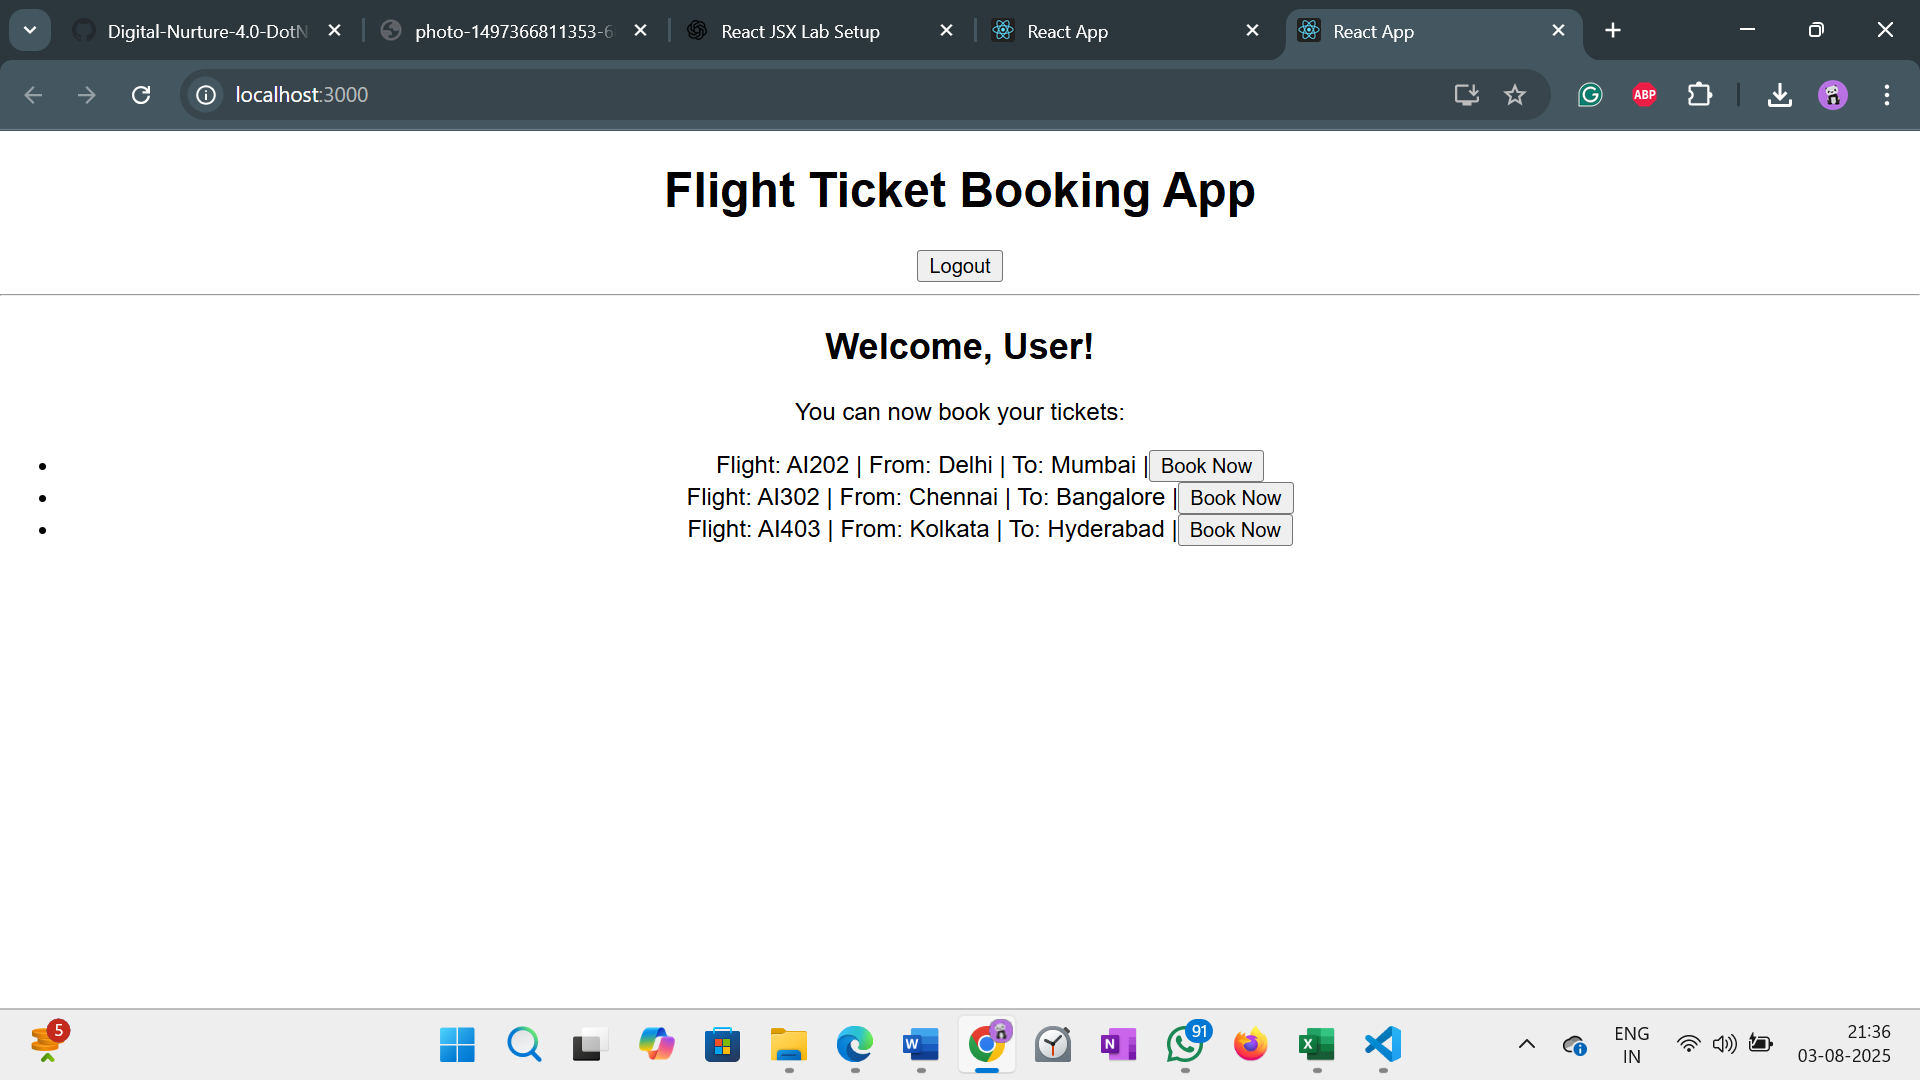 Digital-Nurture-4.0-DotN
photo-1497366811353-6
React JSX Lab Setup
React App
React App
localhost:3000
ABP
Flight Ticket Booking App
Logout
Welcome, User!
You can now book your tickets:
Flight: AI202 | From: Delhi | To: Mumbai |Book Now
Flight: AI302 | From: Chennai | To: Bangalore |Book Now
Flight: AI403 | From: Kolkata | To: Hyderabad |Book Now
5
91
ENG
IN
21:36
03-08-2025